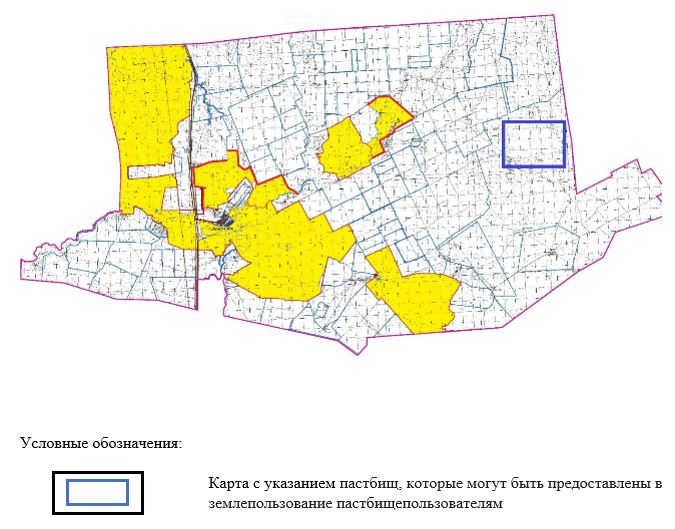 Условные обозначения:
Карта с указанием пастбищ, которые могут быть предоставлены в
землепользование пастбищепользователям